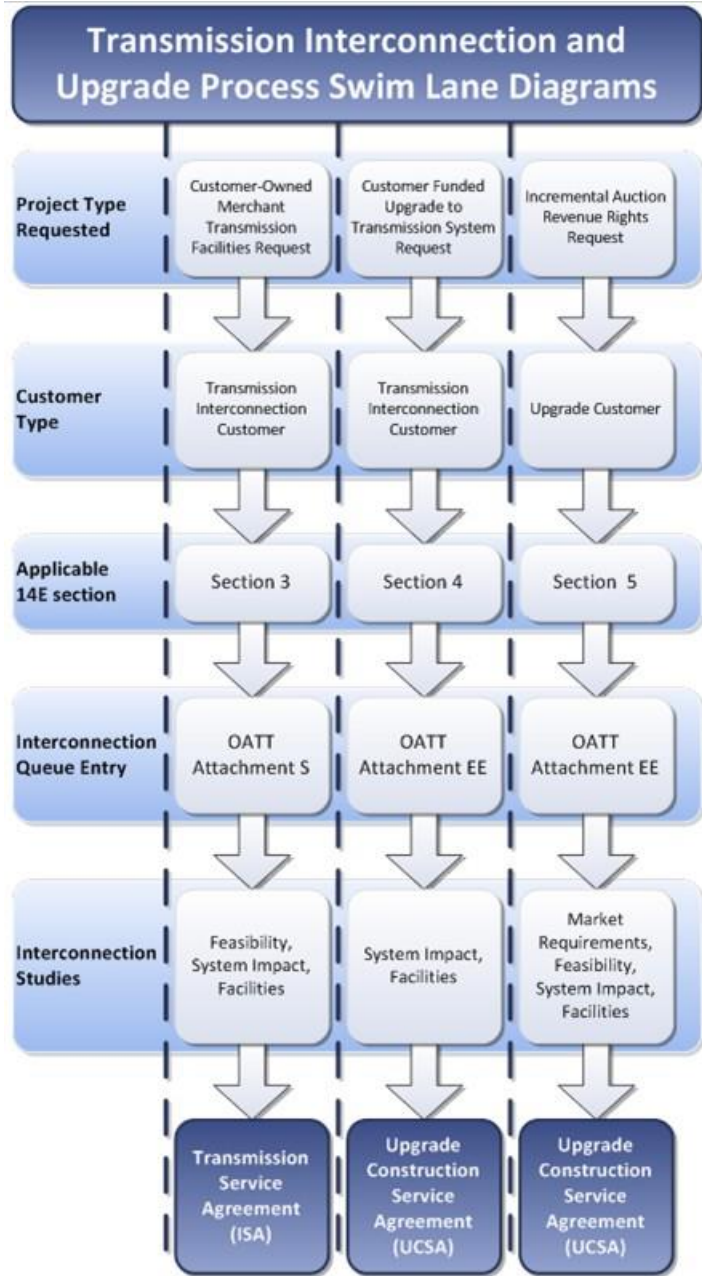 Transmission Interconnection and
Upgrade Process Swim Lane Diagrams
Project Type
Requested
Customer-Owned
Merchant
Transmission
Facilities Request
Customer Funded
Upgrade to
Transmission System
Request
Incremental Auction
Revenue Rights
Request
Customer
Type
Transmission
Interconnection
Customer
Transmission
Interconnection
Customer
Upgrade Customer
Applicable
14E section
Section 3
Section 4
Section 5
Interconnection
Queue Entry
OATT
Attachment S
OATT
Attachment EE
OATT
Attachment EE
Interconnection
Studies
Feasibility,
System Impact,
Facilities
System Impact,
Facilities
Market
Requirements,
Feasibility,
System Impact,
Facilities
Transmission
Service
Agreement
(ISA)
Upgrade
Construction
Service
Agreement
(UCSA)
Upgrade
Construction
Service
Agreement
(UCSA)